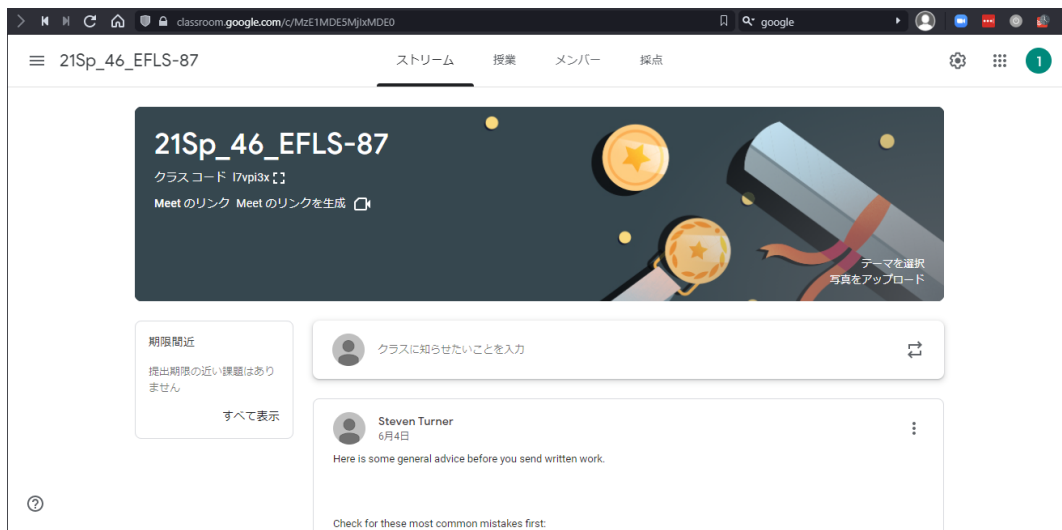 classroom.google.com/c/MzE1MDE5MjIxMDE0
google
21Sp_46_EFLS-87
ストリーム 授業 メンバー 採点
1
21Sp_46_EFLS-87
クラス コード l7vpi3x
Meet のリンク Meet のリンクを生成
テーマを選択
写真をアップロード
期限間近
提出期限の近い課題はあり
ません
すべて表示
クラスに知らせたいことを入力
Steven Turner
6月4日
Here is some general advice before you send written work.
Check for these most common mistakes first: